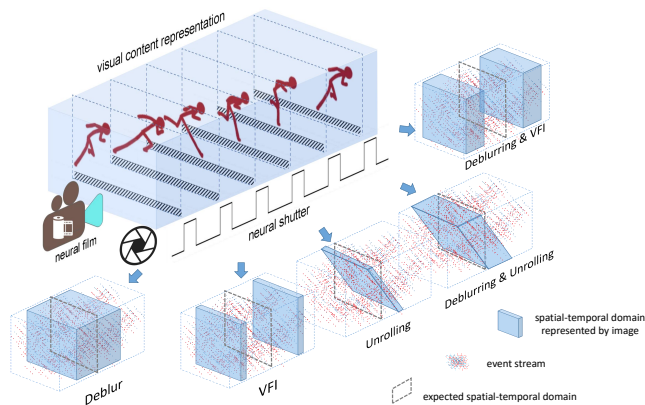 visual content representation
neural film
neural shutter
Deblurring & VFI
Deblurring & Unrolling
Unrolling
VFI
Deblur
spatial-temporal domain
represented by image
event stream
expected spatial-temporal domain